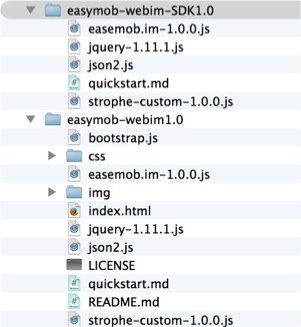 easymob-webim-SDK1.0
easemob.im-1.0.0.js
jquery-1.11.1.js
json2.js
quickstart.md
strophe-custom-1.0.0.js
easymob-webim1.0
bootstrap.js
css
easemob.im-1.0.0.js
img
index.html
jquery-1.11.1.js
json2.js
LICENSE
quickstart.md
README.md
strophe-custom-1.0.0.js